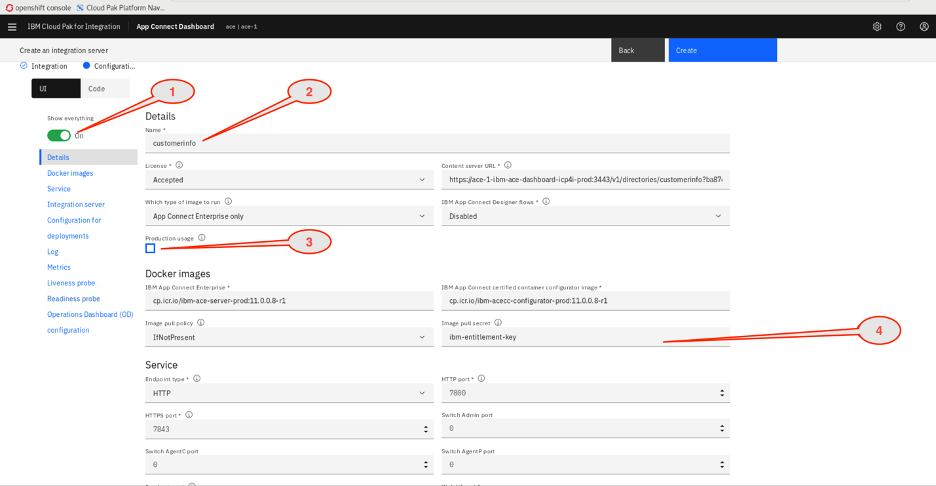 openshift console Cloud Pak Platform Nav...
IBM Cloud Pak for Integration App Connect Dashboard ace | ace-1
Create an integration server
Back
Create
Integration Configurati...
UI Code
1
2
Show everything
On
Details
Docker images
Service
Integration server
Configuration for
deployments
Log
Metrics
Liveness probe
Readiness probe
Operations Dashboard (OD)
configuration
Details
Name *
customerinfo
License *
Accepted
Content server URL *
https://ace-1-ibm-ace-dashboard-icp4i-prod:3443/v1/directories/customerinfo?ba87
Which type of image to run
App Connect Enterprise only
IBM App Connect Designer flows *
Disabled
Production usage
3
Docker images
IBM App Connect Enterprise *
cp.icr.io/ibm-ace-server-prod:11.0.0.8-r1
IBM App Connect certified container configurator image *
cp.icr.io/ibm-acecc-configurator-prod:11.0.0.8-r1
Image pull policy
IfNotPresent
Image pull secret
ibm-entitlement-key
4
Service
Endpoint type *
HTTP
HTTP port *
7800
HTTPS port *
7843
Switch Admin port
0
Switch AgentC port
0
Switch AgentP port
0